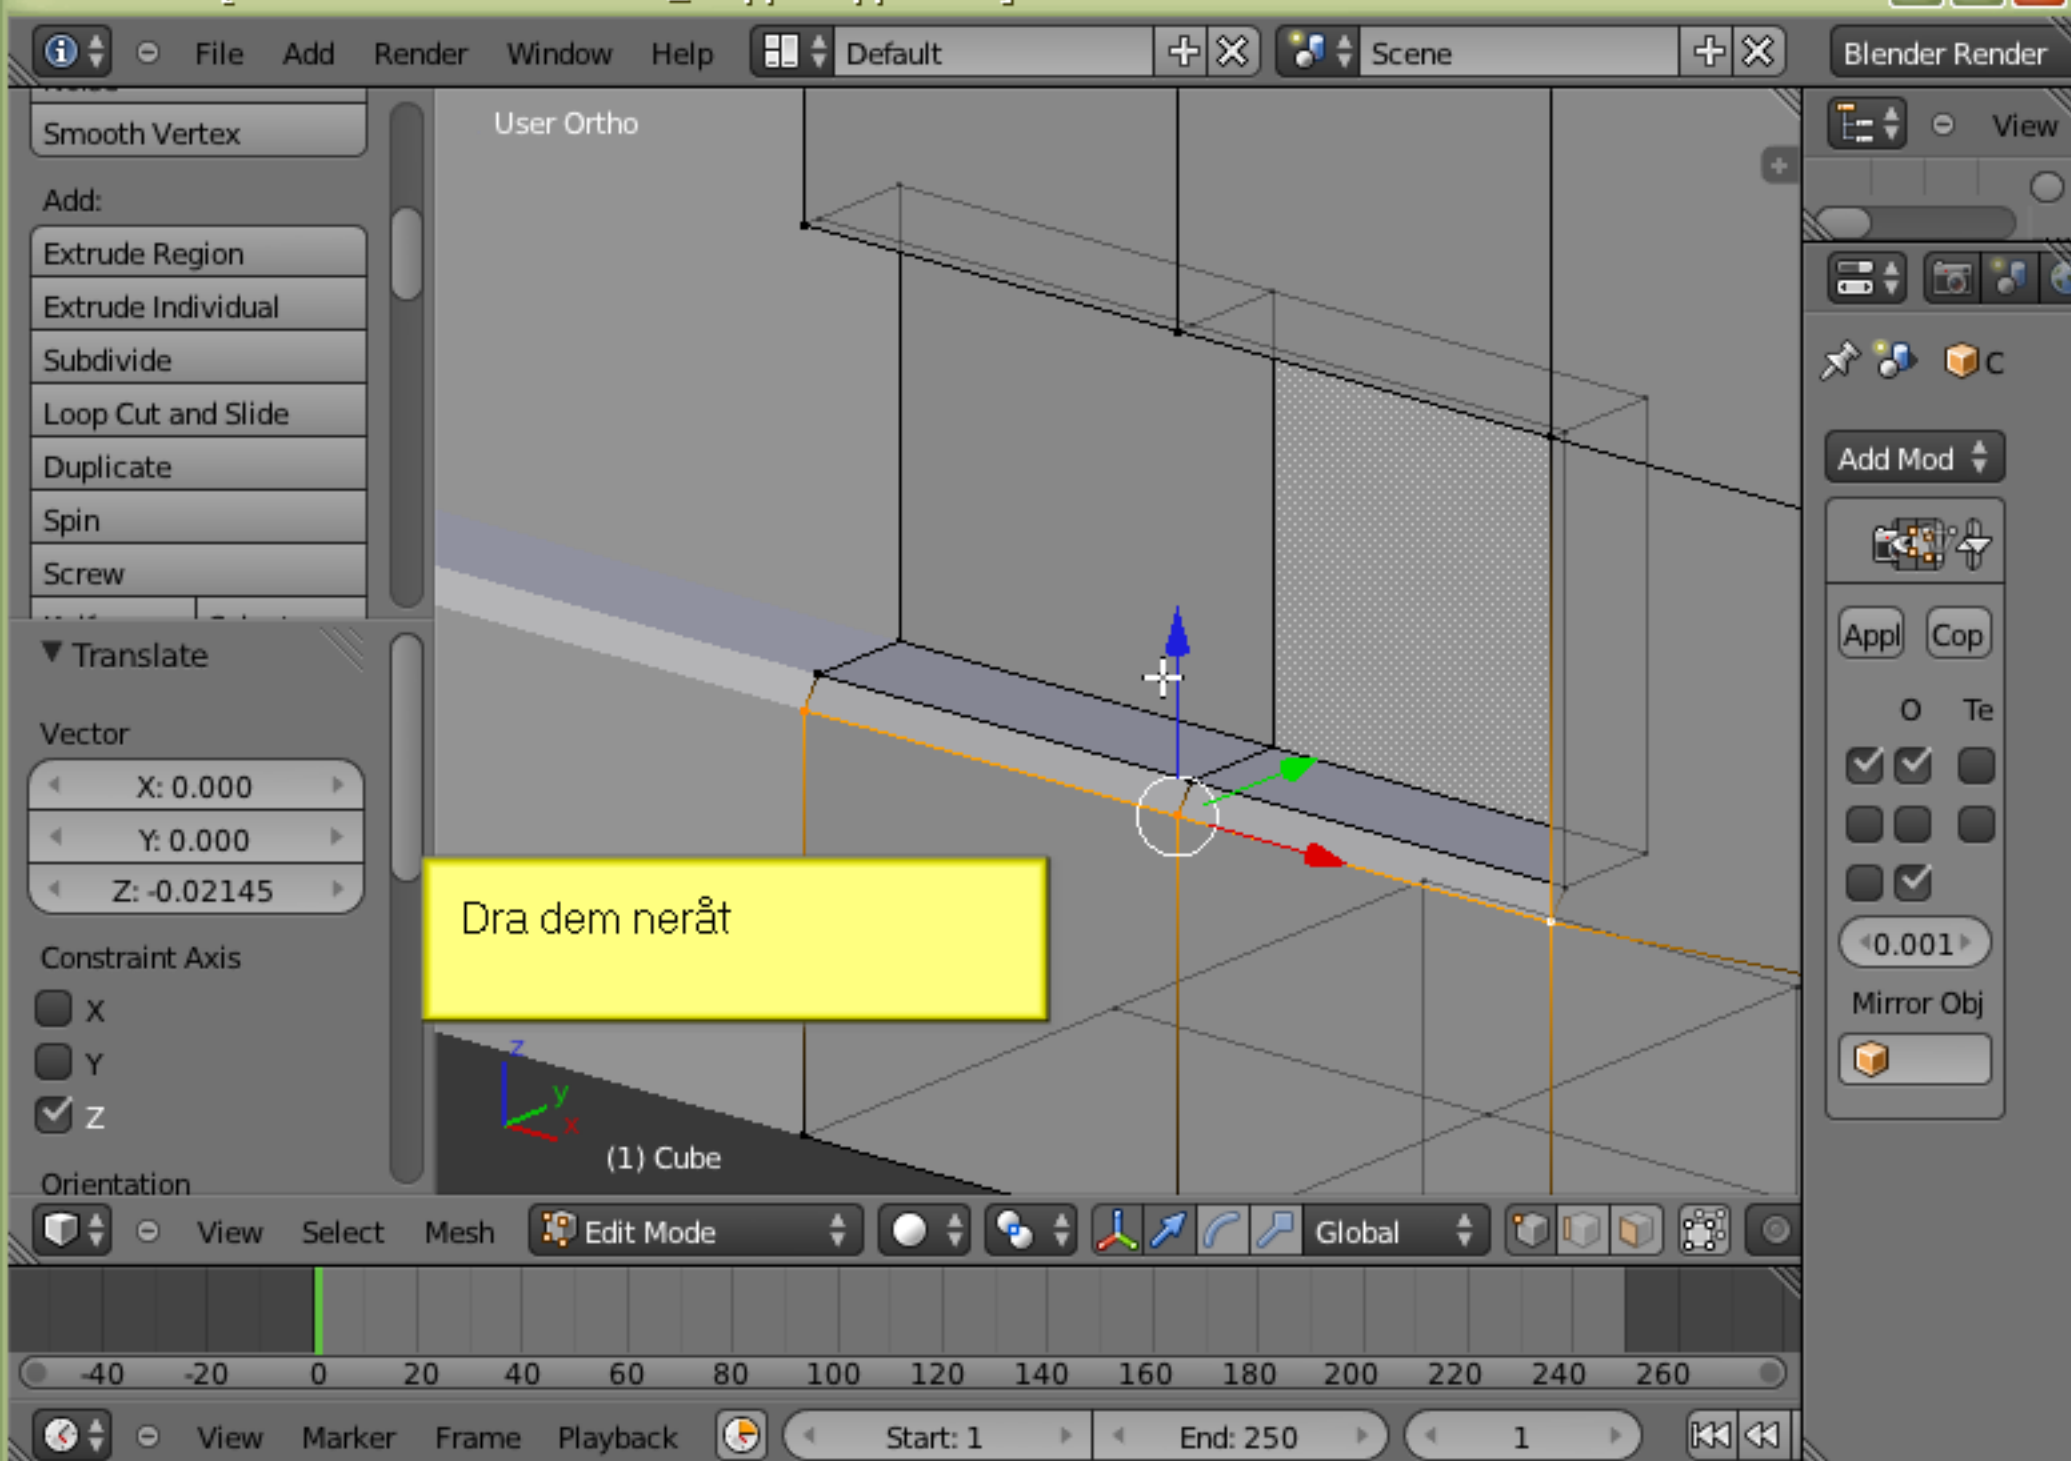 File Add Render Window Help Default Scene Blender Render
Smooth Vertex
Add:
Extrude Region
Extrude Individual
Subdivide
Loop Cut and Slide
Duplicate
Spin
Screw
Translate
Vector
X: 0.000
Y: 0.000
Z: -0.02145
Constraint Axis
X
Y
Z
Orientation
User Ortho
Dra dem neråt
z
y
x
(1) Cube
View
C
Add Mod
Appl Cop
O Te
0.001
Mirror Obj
View Select Mesh Edit Mode Global
-40 -20 0 20 40 60 80 100 120 140 160 180 200 220 240 260
View Marker Frame Playback Start: 1 End: 250 1